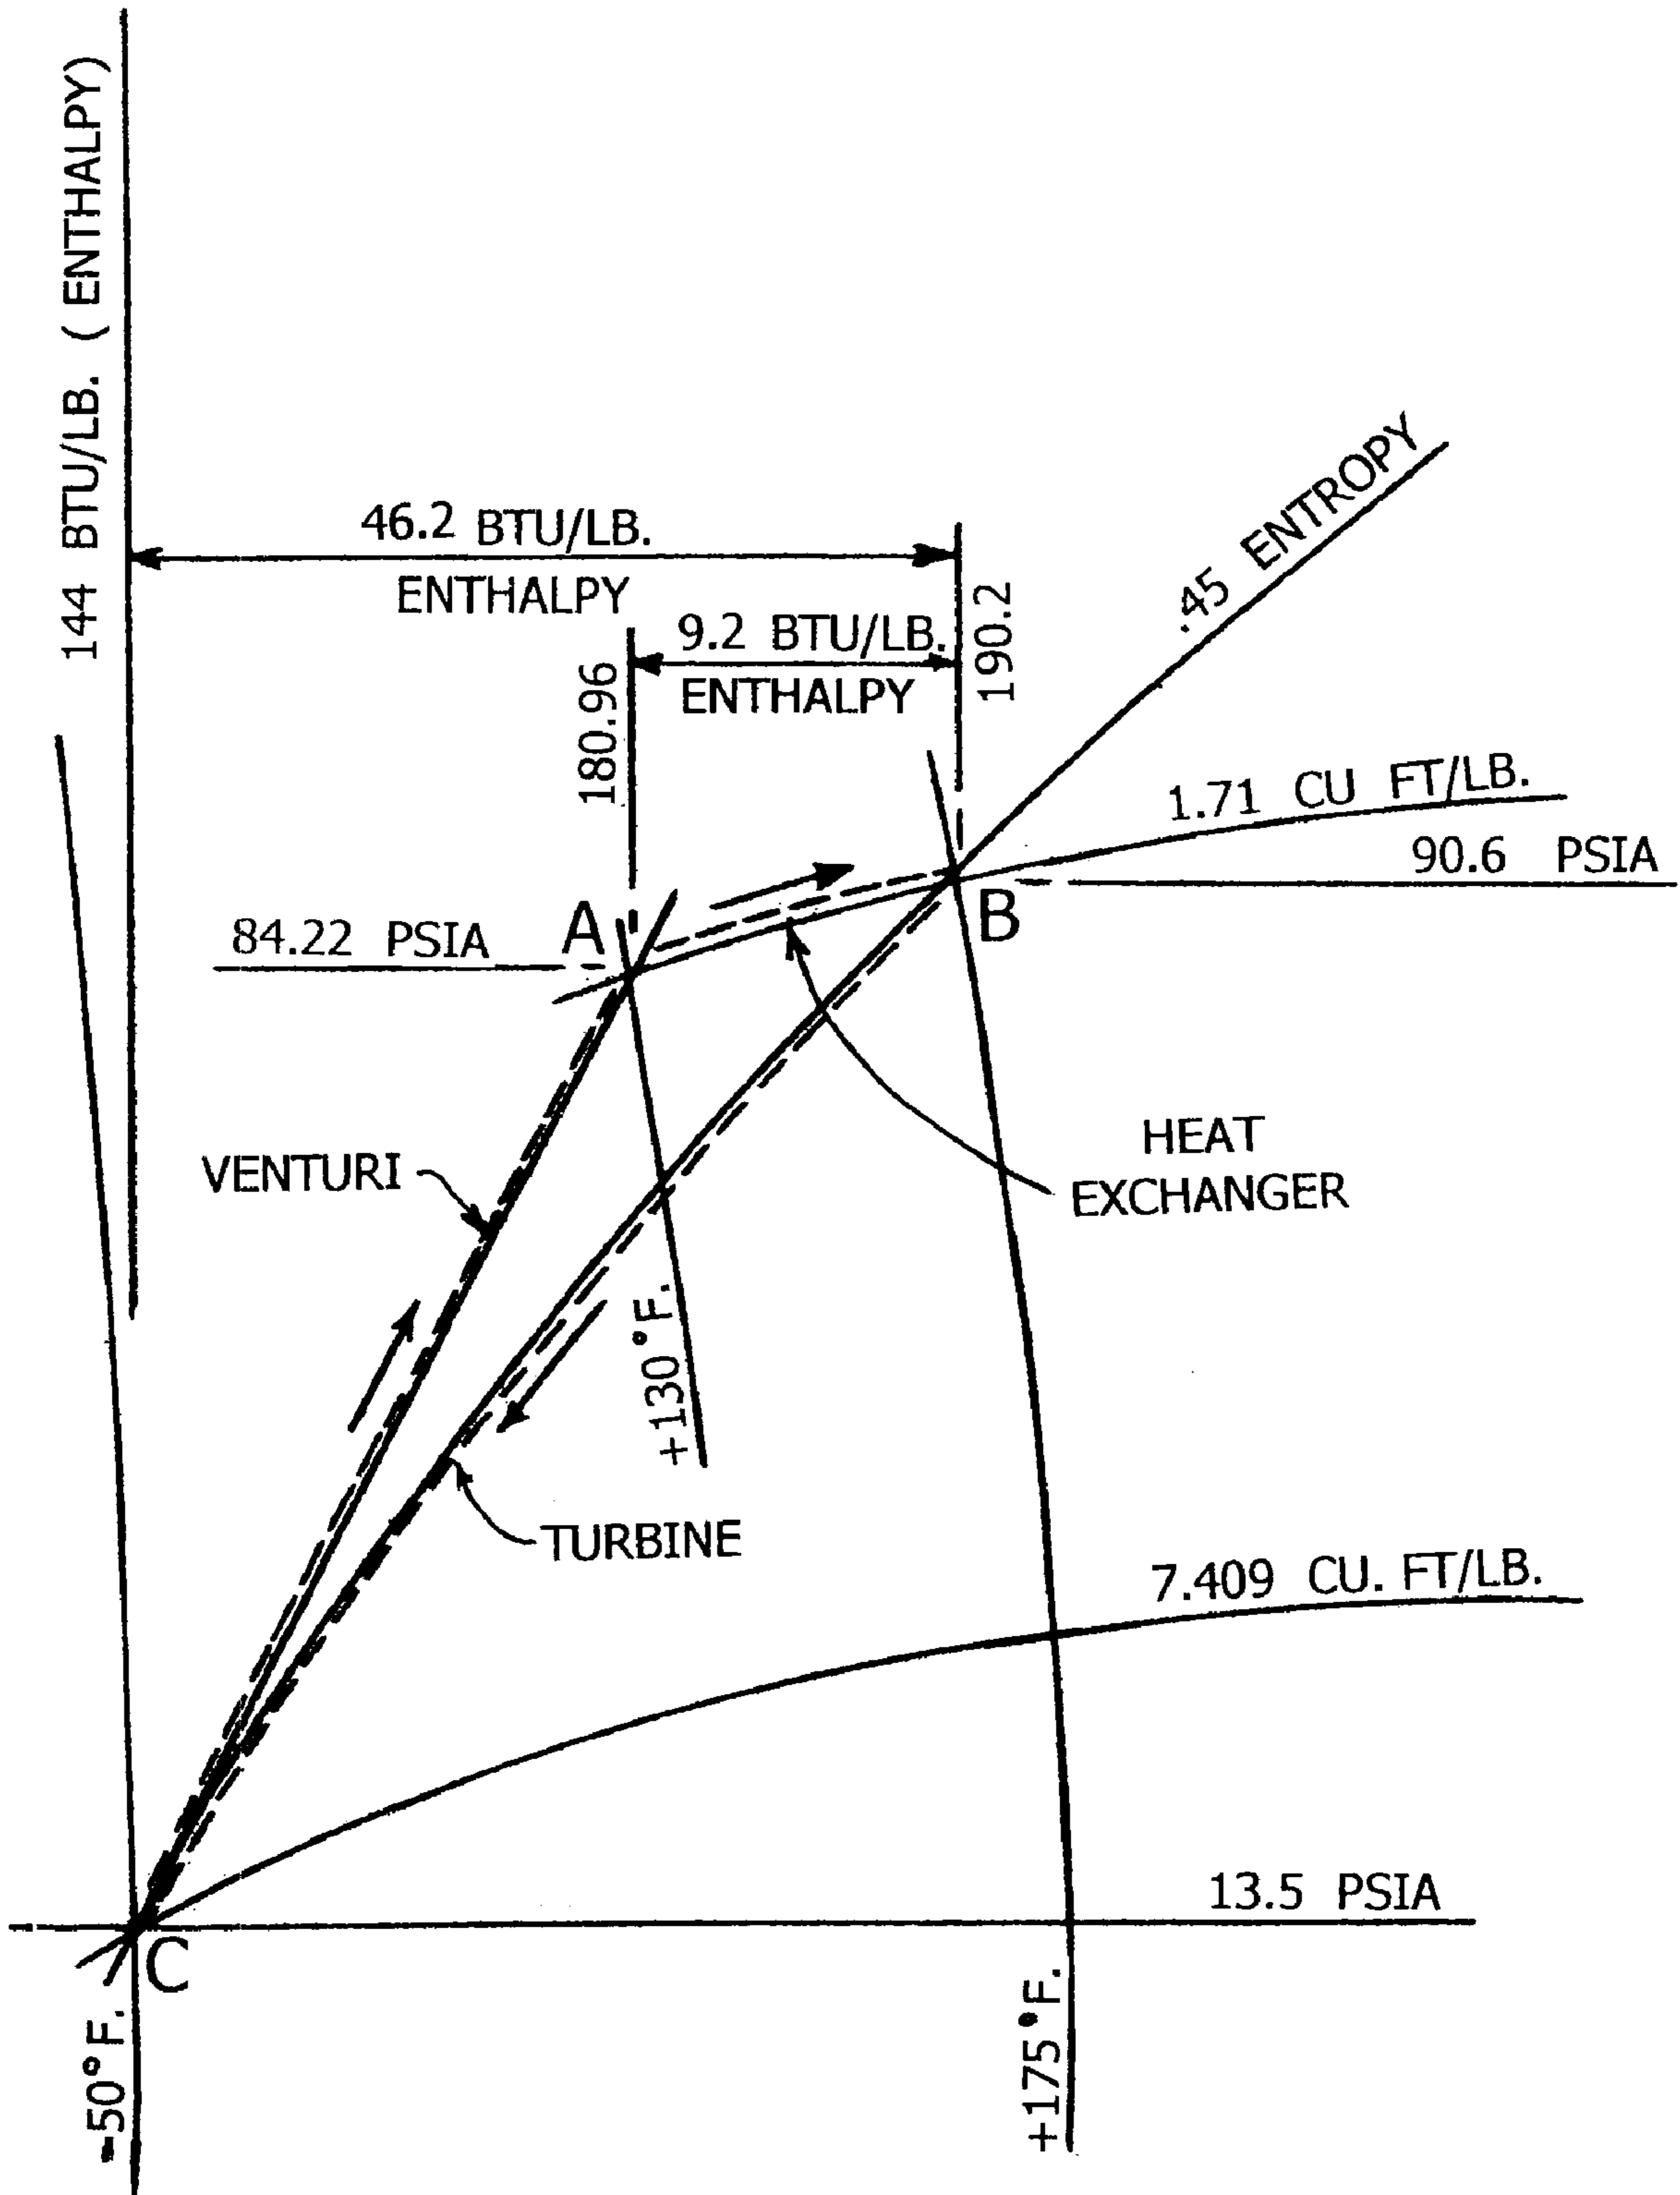 144 BTU/LB. (ENTHALPY)
46.2 BTU/LB.
ENTHALPY
9.2 BTU/LB.
ENTHALPY
180.96
190.2
.45 ENTROPY
1.71 CU FT/LB.
90.6 PSIA
84.22 PSIA
A
B
VENTURI
HEAT
EXCHANGER
+130°F.
TURBINE
7.409 CU. FT/LB.
13.5 PSIA
C
-50°F.
+175°F.